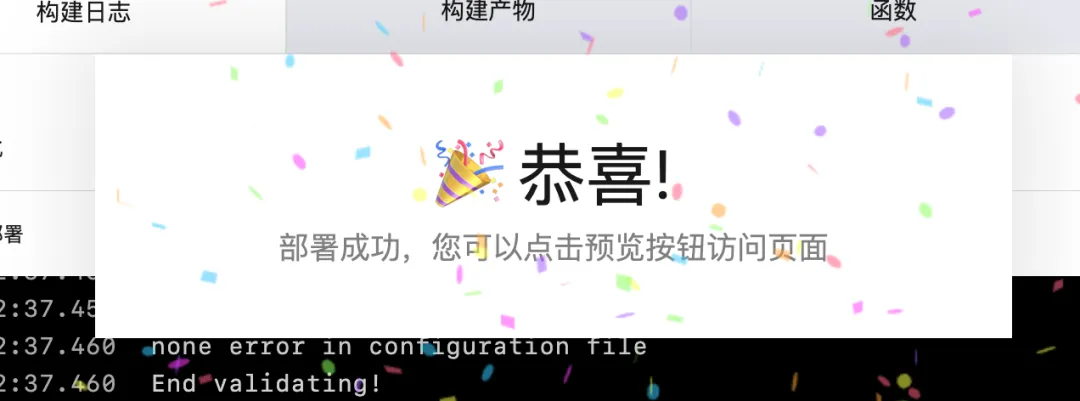 构建日志
构建产物
函数
恭喜!
部署成功，您可以点击预览按钮访问页面
署
2:37.45
2:37.460 none error in configuration file
2:37.460 End validating!